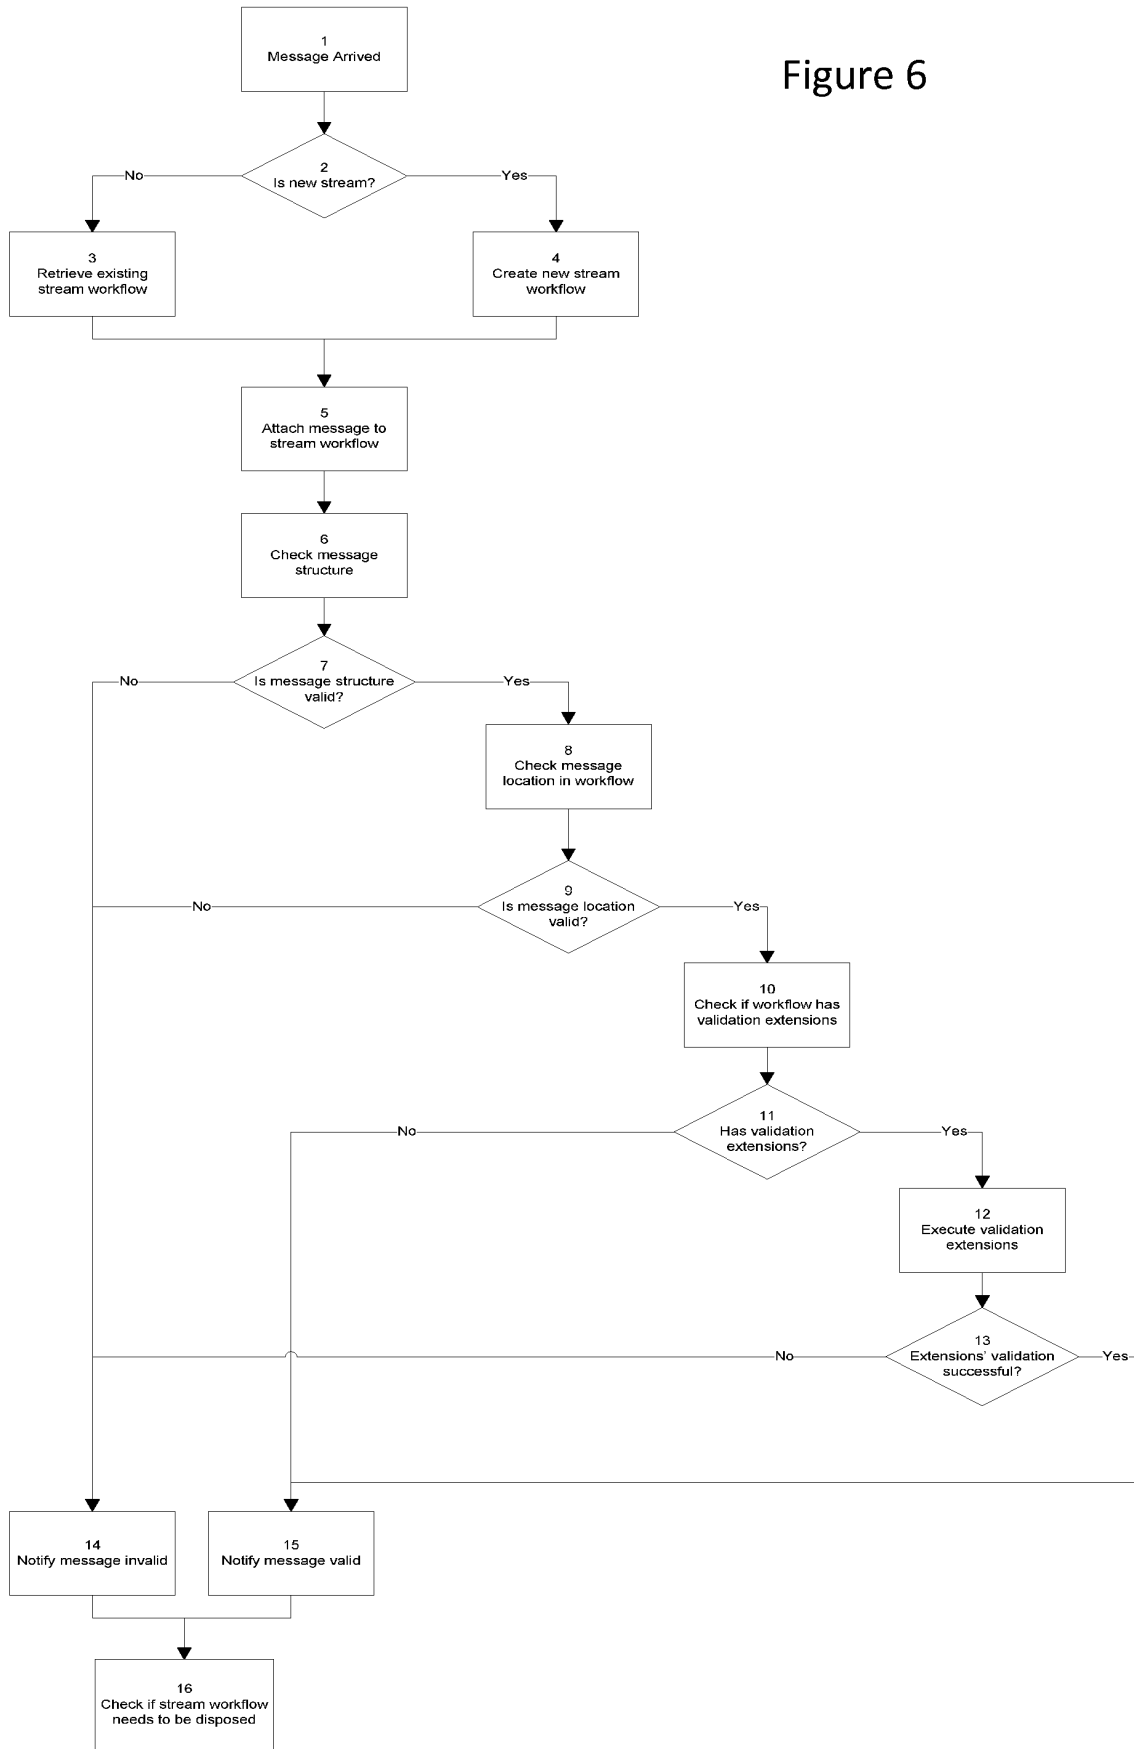 Figure 6
1
Message Arrived
2
Is new stream?
No
Yes
3
Retrieve existing
stream workflow
4
Create new stream
workflow
5
Attach message to
stream workflow
6
Check message
structure
7
Is message structure
valid?
No
Yes
8
Check message
location in workflow
9
Is message location
valid?
No
Yes
10
Check if workflow has
validation extensions
11
Has validation
extensions?
No
Yes
12
Execute validation
extensions
13
Extensions' validation
successful?
No
Yes
14
Notify message invalid
15
Notify message valid
16
Check if stream workflow
needs to be disposed